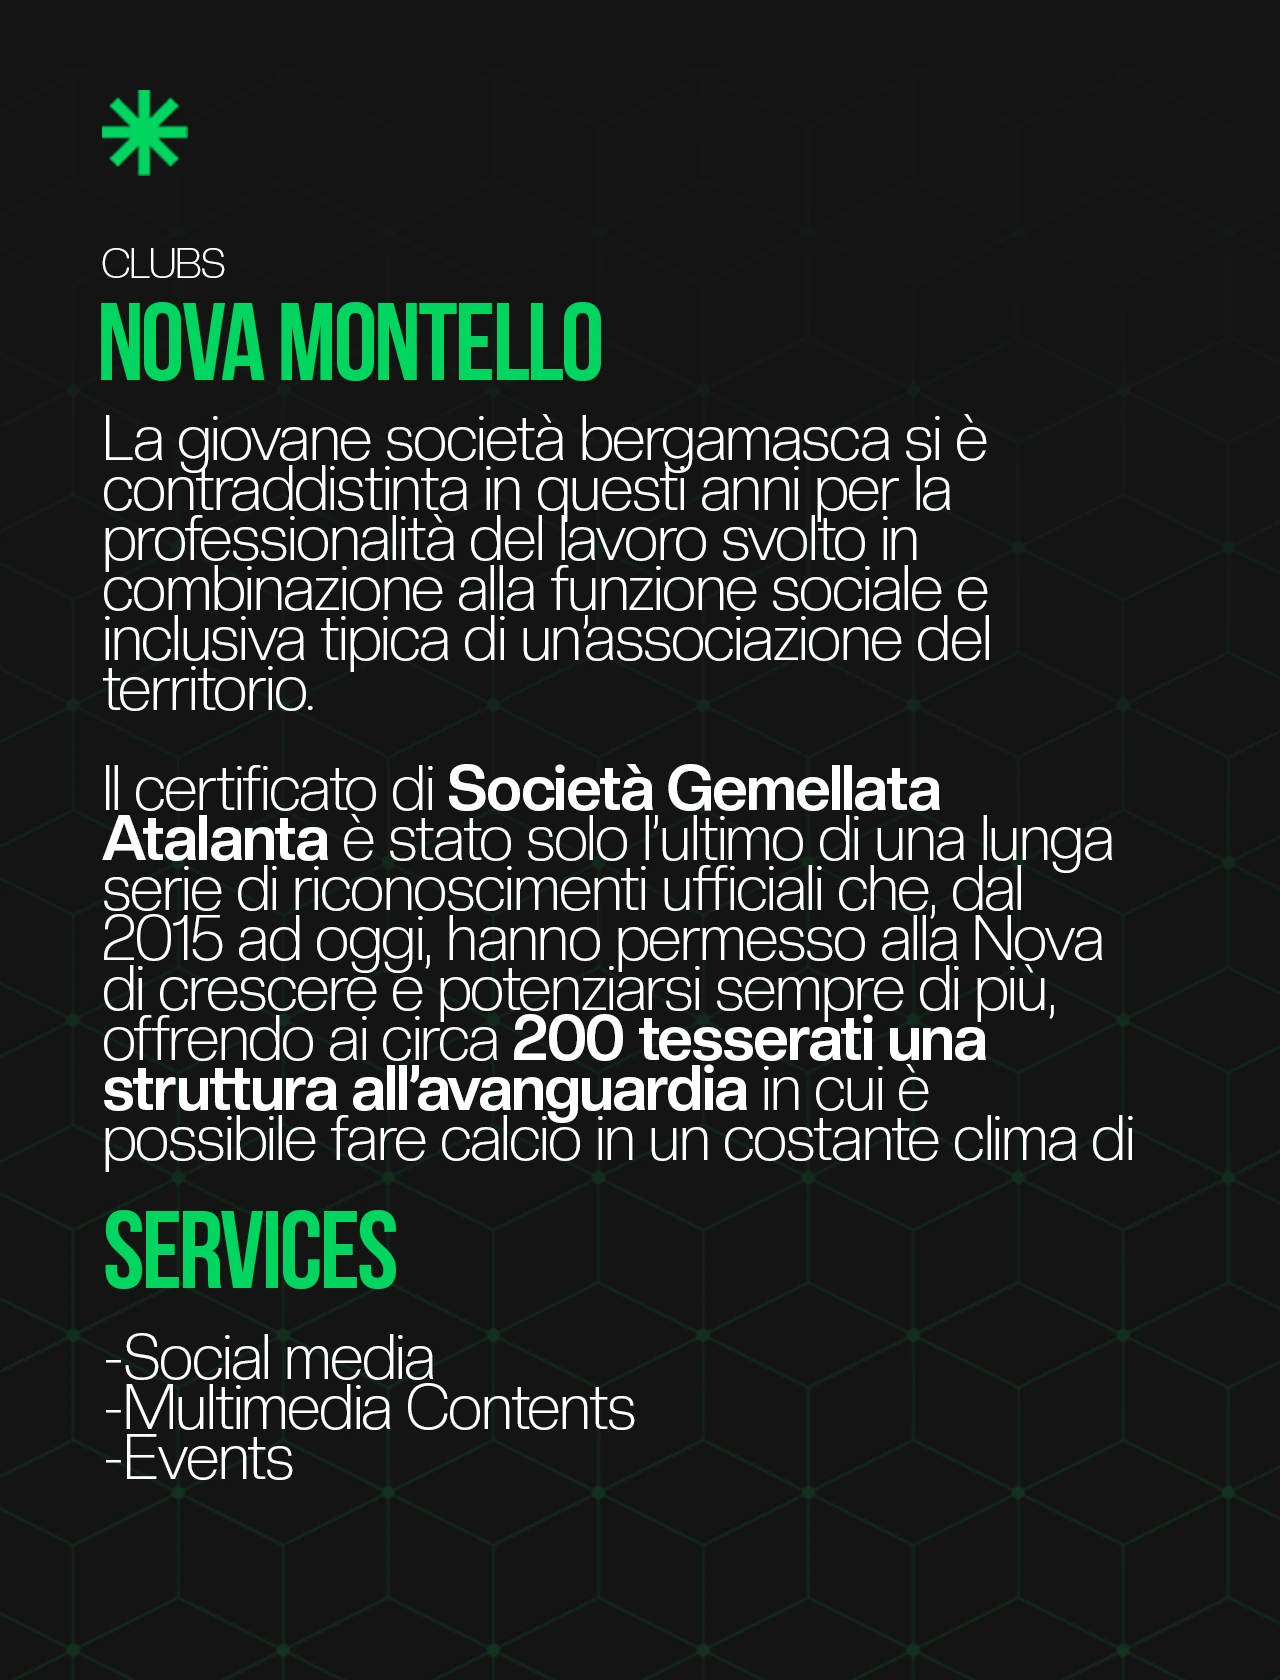 CLUBS
NOVA MONTELLO
La giovane società bergamasca si è
contraddistinta in questi anni per la
professionalità del lavoro svolto in
combinazione alla funzione sociale e
inclusiva tipica di un’associazione del
territorio.
Il certificato di Società Gemellata
Atalanta è stato solo l’ultimo di una lunga
serie di riconoscimenti ufficiali che, dal
2015 ad oggi, hanno permesso alla Nova
di crescere e potenziarsi sempre di più,
offrendo ai circa 200 tesserati una
struttura all’avanguardia in cui è
possibile fare calcio in un costante clima di
SERVICES
-Social media
-Multimedia Contents
-Events